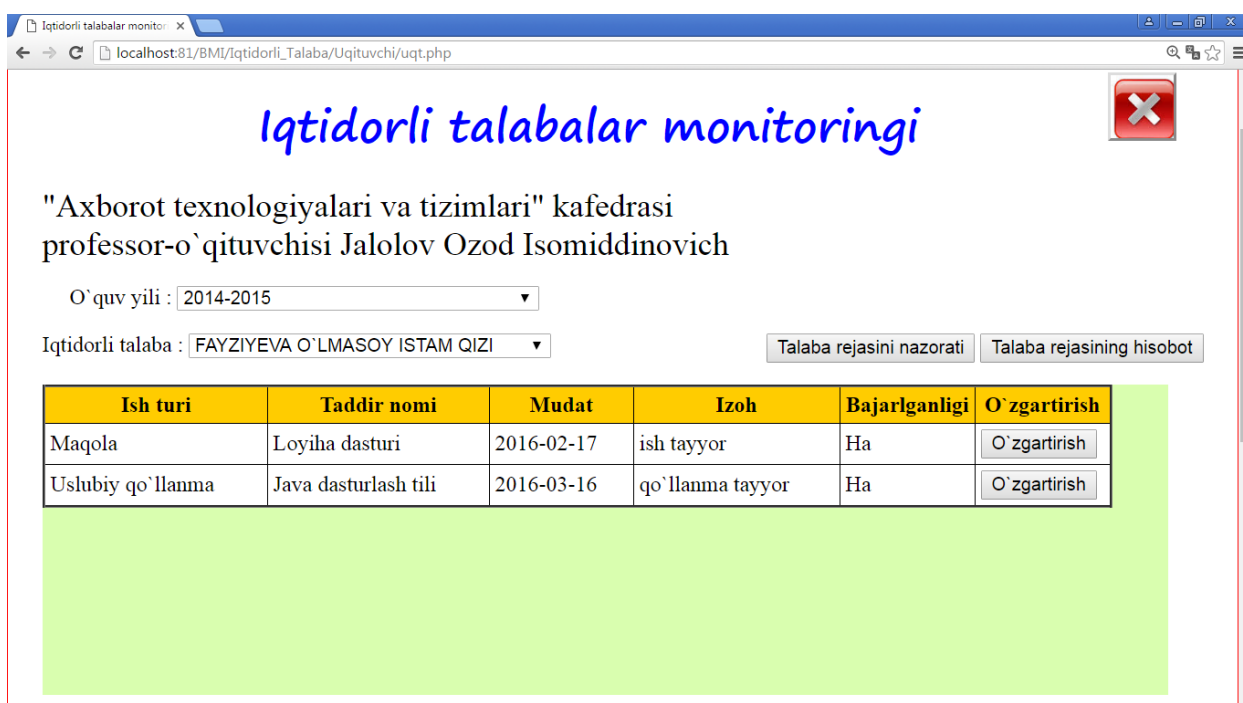 Iqtidorli talabalar monitor
localhost:81/BMI/Iqtidorli_Talaba/Uqituvchi/uqt.php
Iqtidorli talabalar monitoringi
"Axborot texnologiyalari va tizimlari" kafedrasi
professor-o`qituvchisi Jalolov Ozod Isomiddinovich
O`quv yili : 2014-2015
Iqtidorli talaba : FAYZIYEVA O`LMASOY ISTAM QIZI Talaba rejasini nazorati Talaba rejasining hisobot
Ish turi Taddir nomi Mudat Izoh Bajarlganligi O`zgartirish
Maqola Loyiha dasturi 2016-02-17 ish tayyor Ha O`zgartirish
Uslubiy qo`llanma Java dasturlash tili 2016-03-16 qo`llanma tayyor Ha O`zgartirish